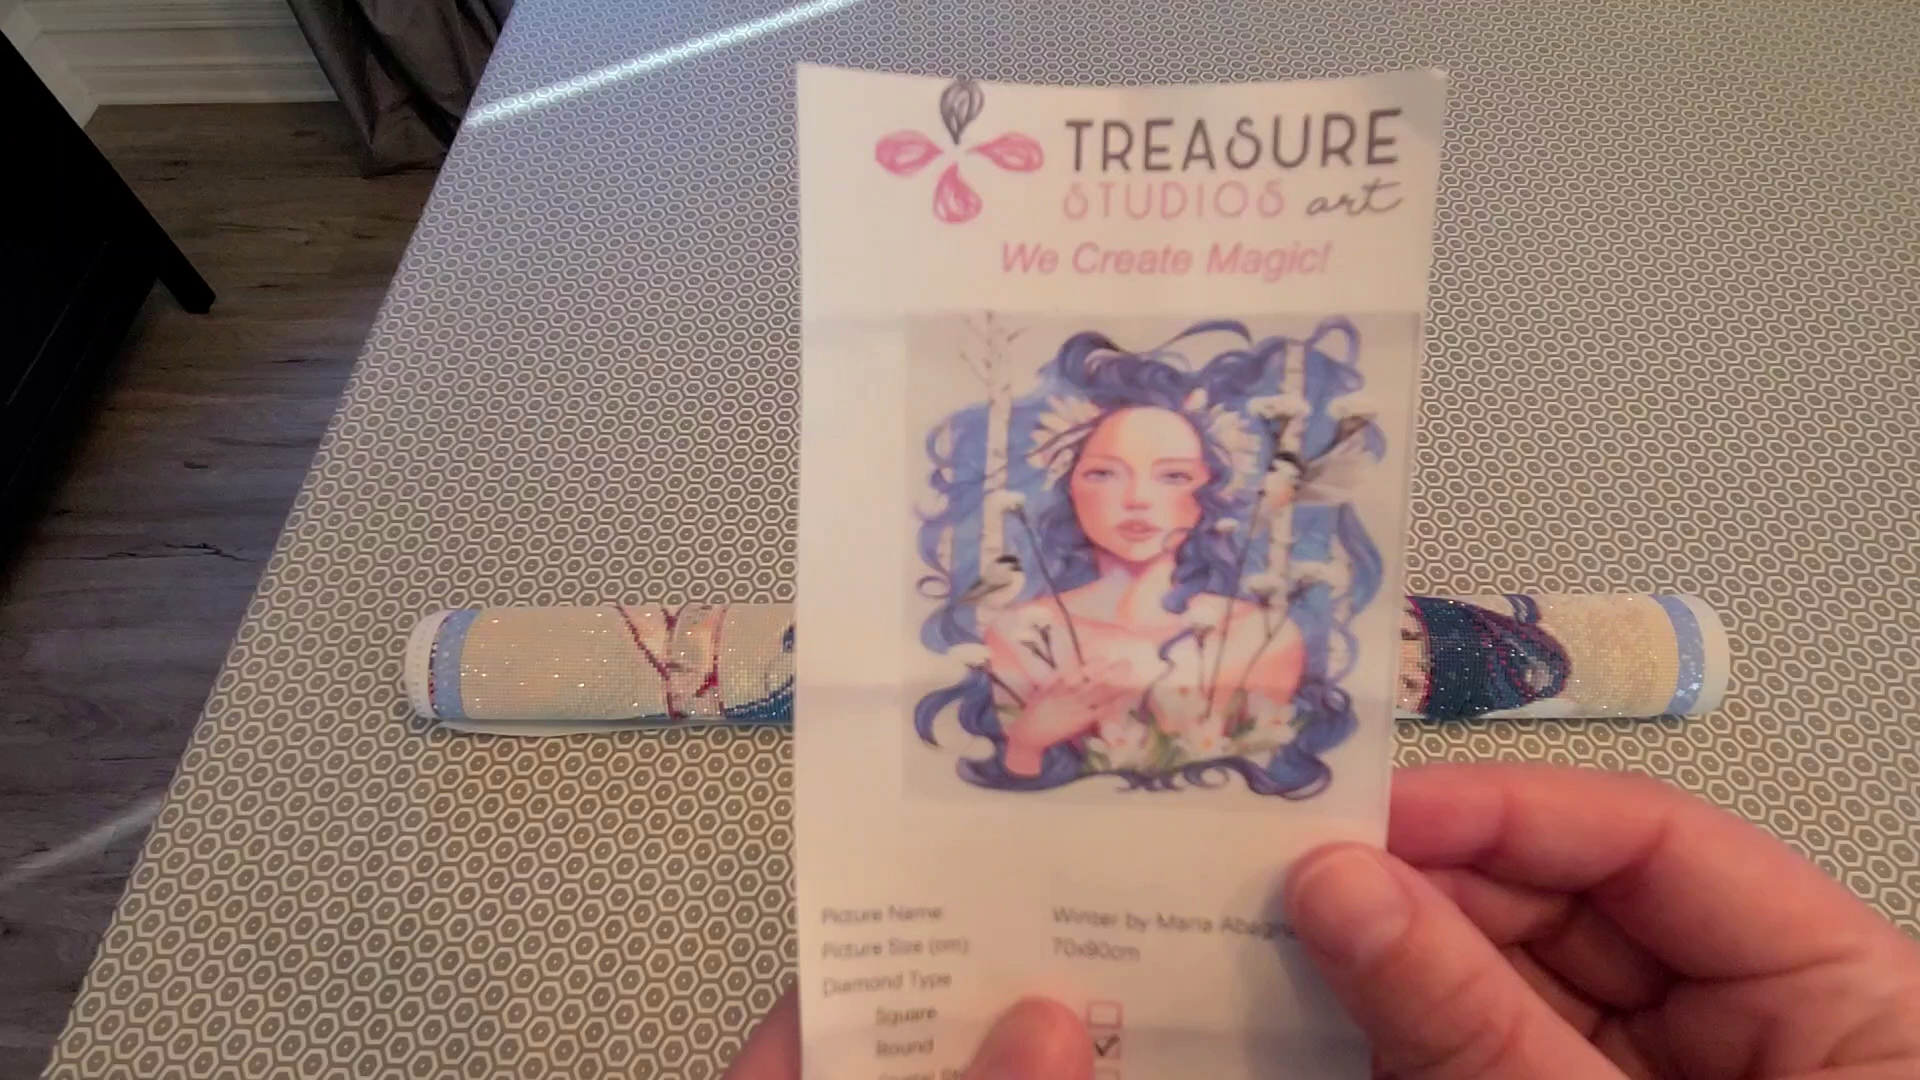 TREASURE
STUDIOS art
We Create Magic!
Picture Name Winter by Maria
Picture Size (cm) 70x90cm
Diamond Type
Square
Round ✓